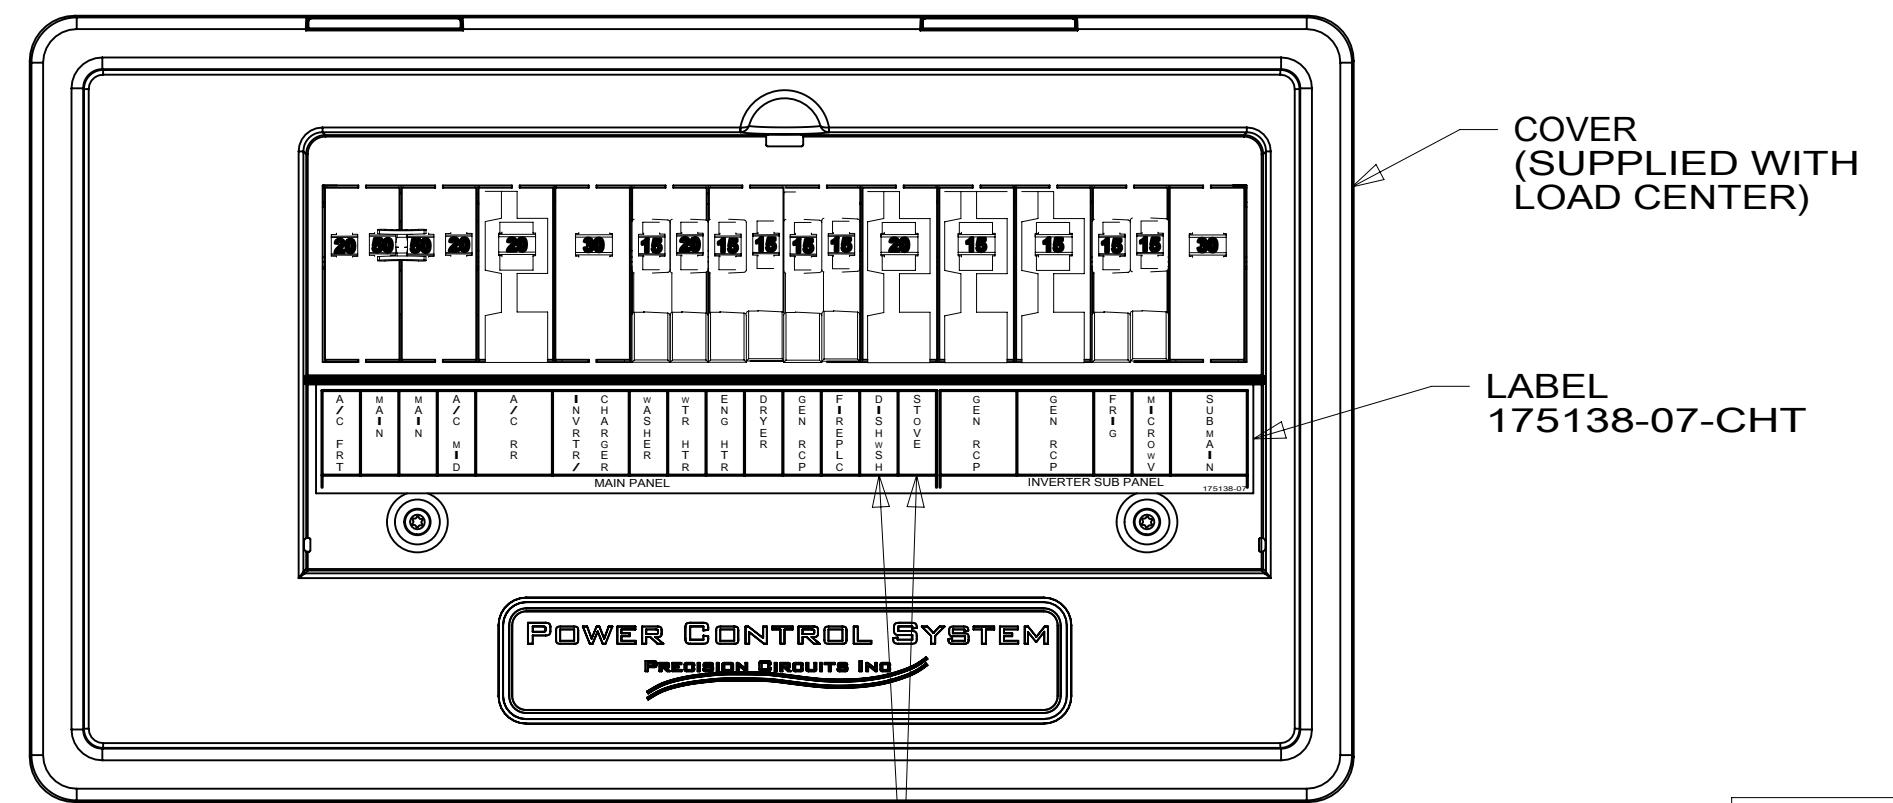 COVER
(SUPPLIED WITH
LOAD CENTER)
20 50 50 20 20 30 15 20 15 15 15 15 20 15 15 15 15 30
LABEL
175138-07-CHT
A/C FRT
MAIN
MAIN
A/C MID
A/C RR
INVRTR/
CHARGER
WASHER
WTR HTR
ENG HTR
DRYER
GEN RCP
FIREPLC
DISHWSH
STOVE
GEN RCP
GEN RCP
FRIG
MICROWV
SUB MAIN
MAIN PANEL
INVERTER SUB PANEL
175138-07
POWER CONTROL SYSTEM
PRECISION CIRCUITS INC